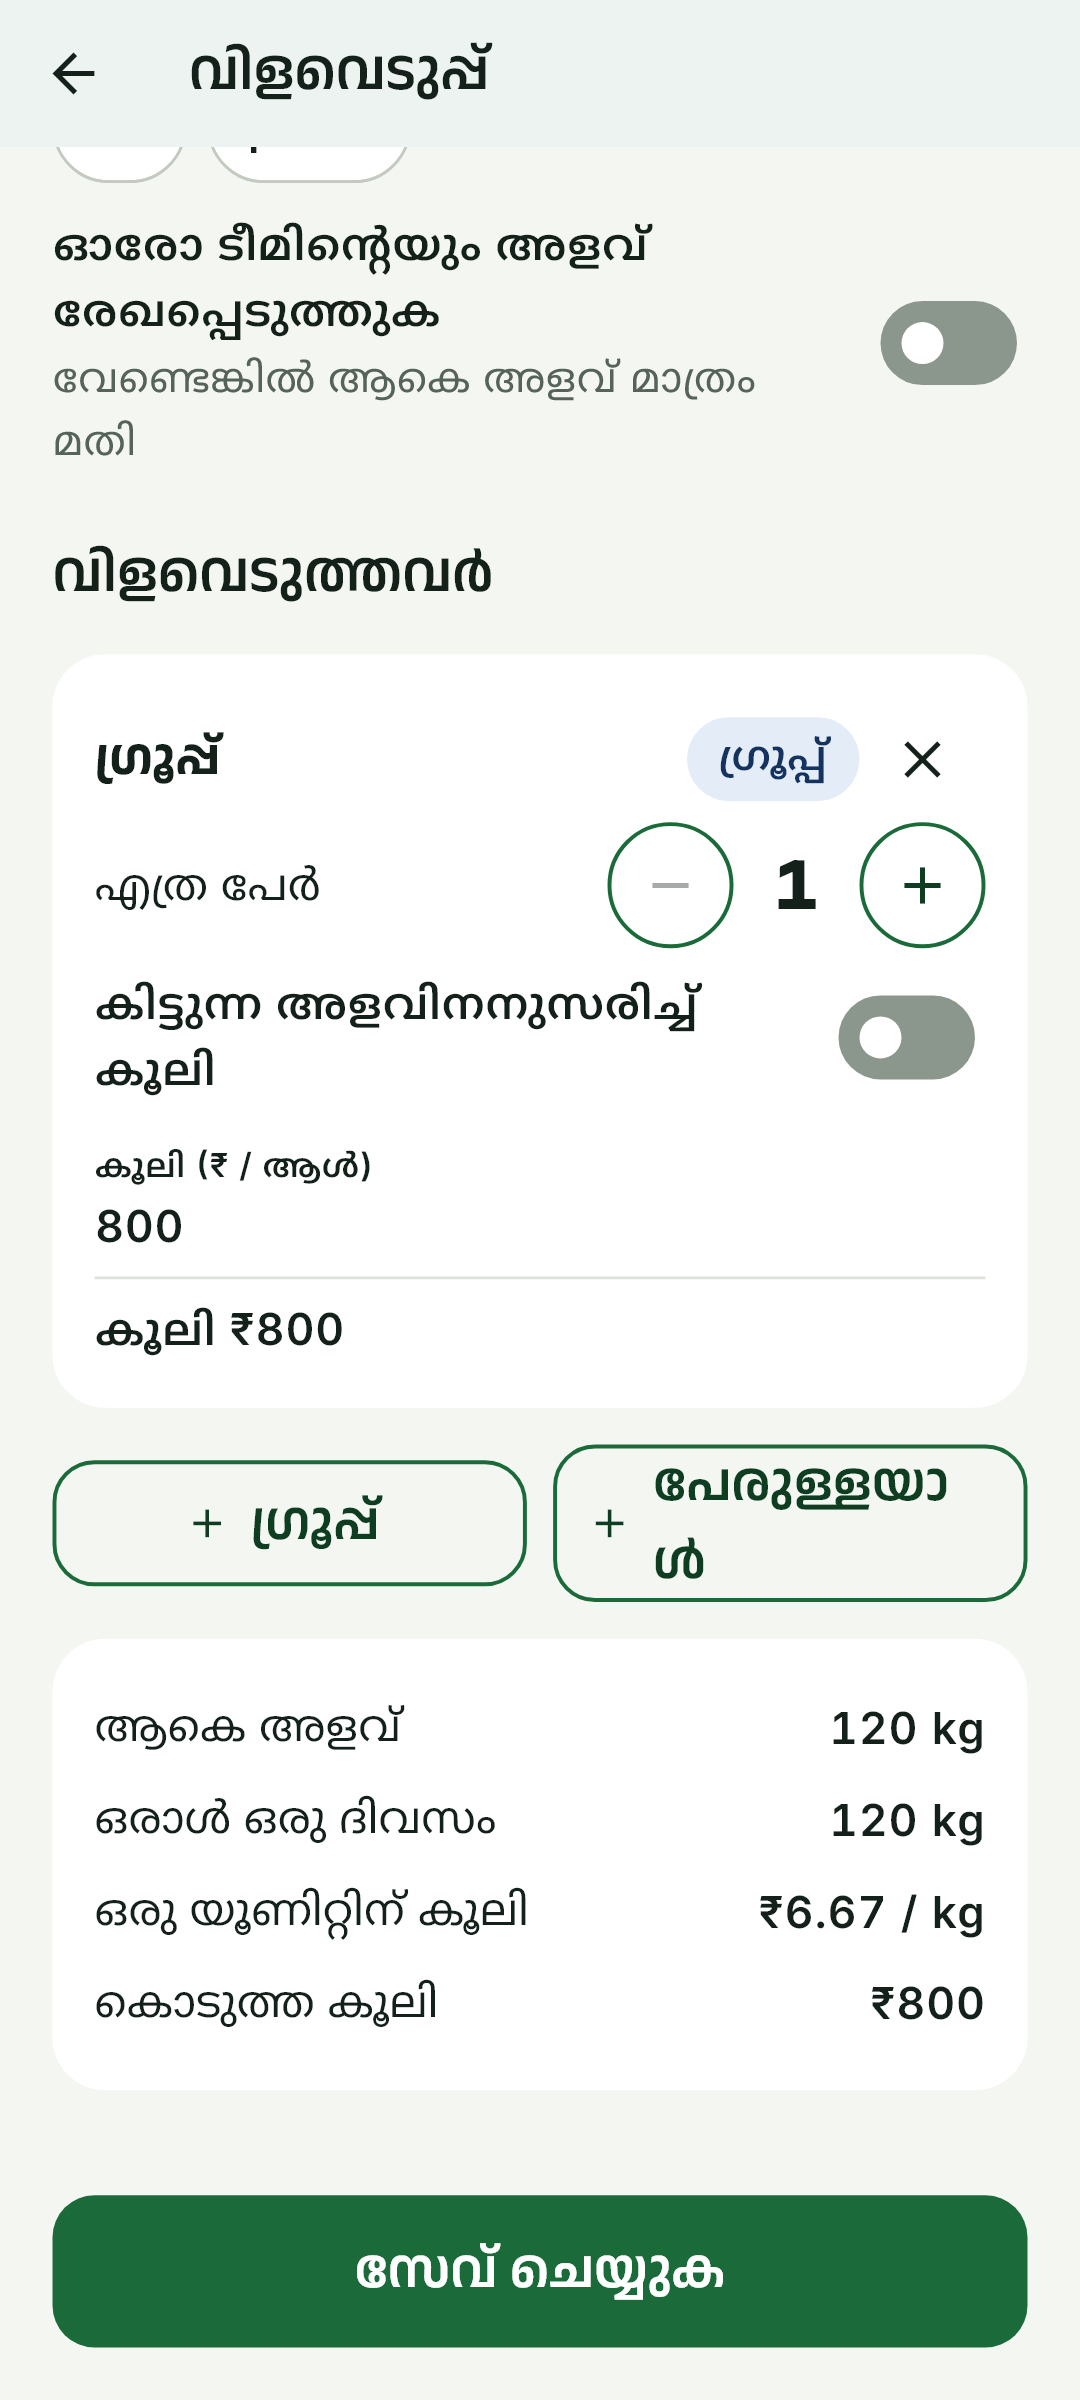 വിളവെടുപ്പ്
ഓരോ ടീമിന്റെയും അളവ്
രേഖപ്പെടുത്തുക
വേണ്ടെങ്കിൽ ആകെ അളവ് മാത്രം
മതി
വിളവെടുത്തവർ
ഗ്രൂപ്പ്
ഗ്രൂപ്പ്
എത്ര പേർ
1
കിട്ടുന്ന അളവിനനുസരിച്ച്
കൂലി
കൂലി (₹ / ആൾ)
800
കൂലി ₹800
+ ഗ്രൂപ്പ്
+ പേരുള്ളയാ
ൾ
ആകെ അളവ് 120 kg
ഒരാൾ ഒരു ദിവസം 120 kg
ഒരു യൂണിറ്റിന് കൂലി ₹6.67 / kg
കൊടുത്ത കൂലി ₹800
സേവ് ചെയ്യുക